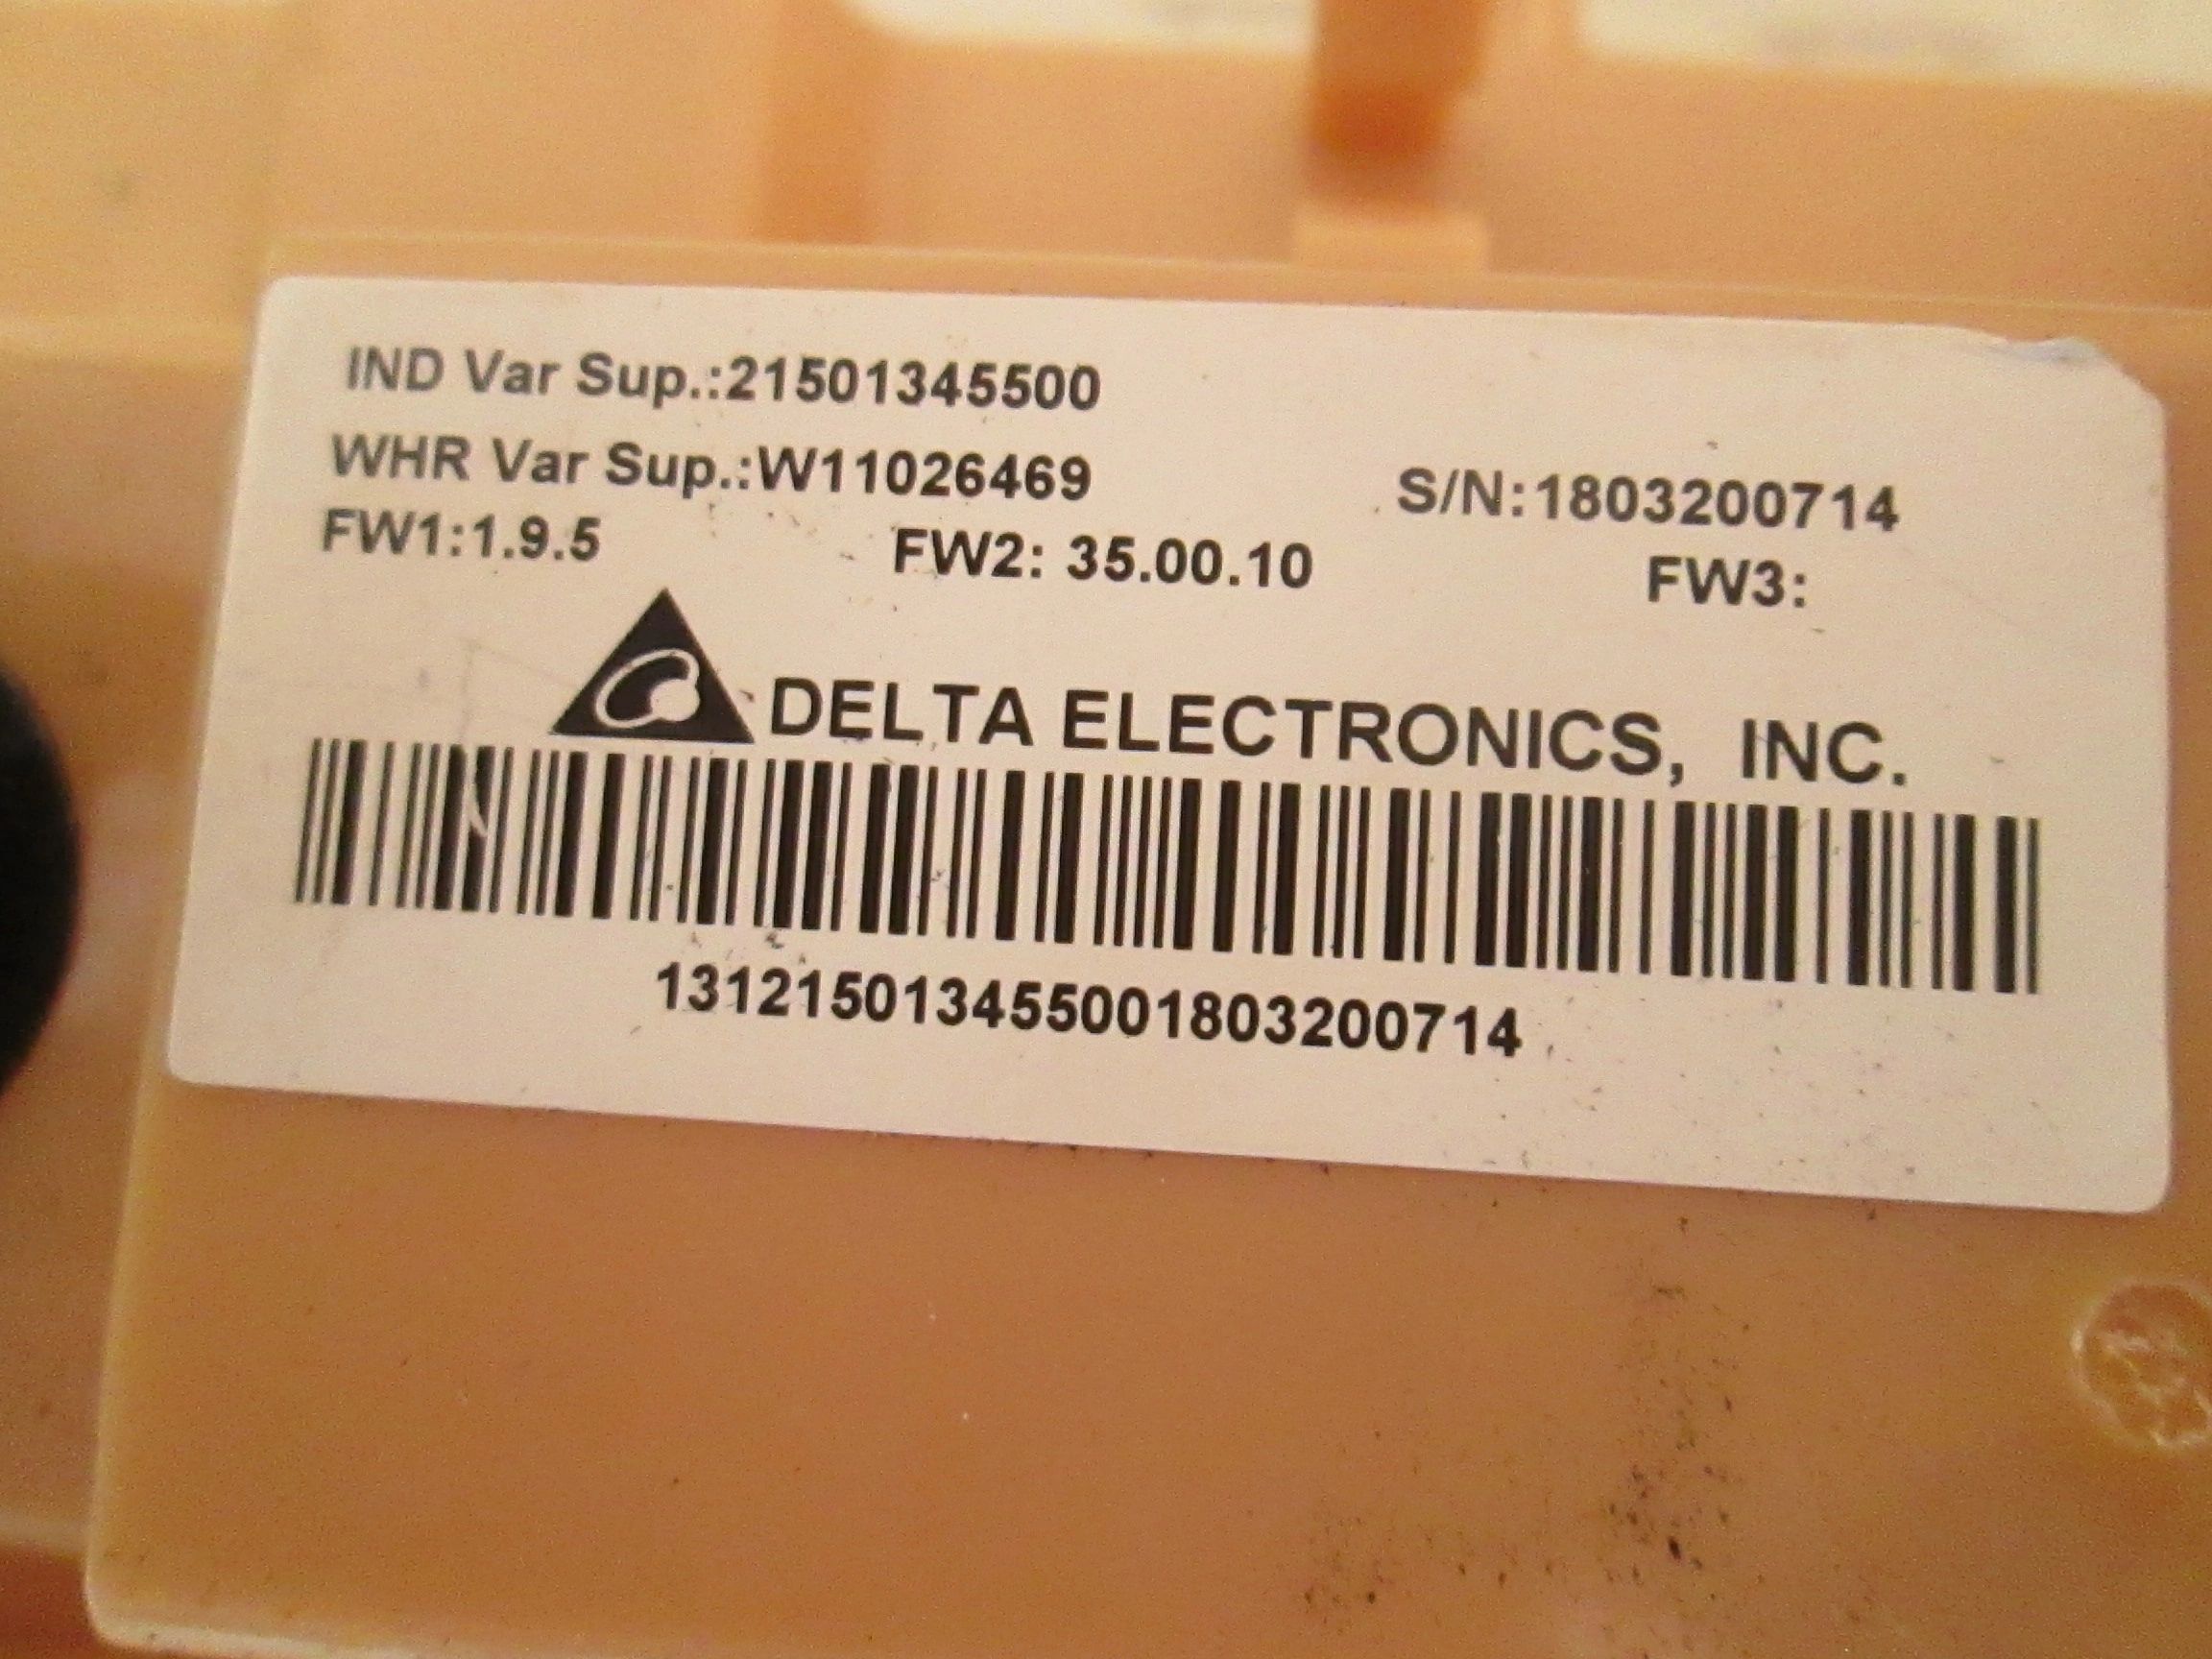 IND Var Sup.:21501345500
WHR Var Sup.:W11026469 S/N:1803200714
FW1:1.9.5 FW2: 35.00.10 FW3:
DELTA ELECTRONICS, INC.
131215013455001803200714